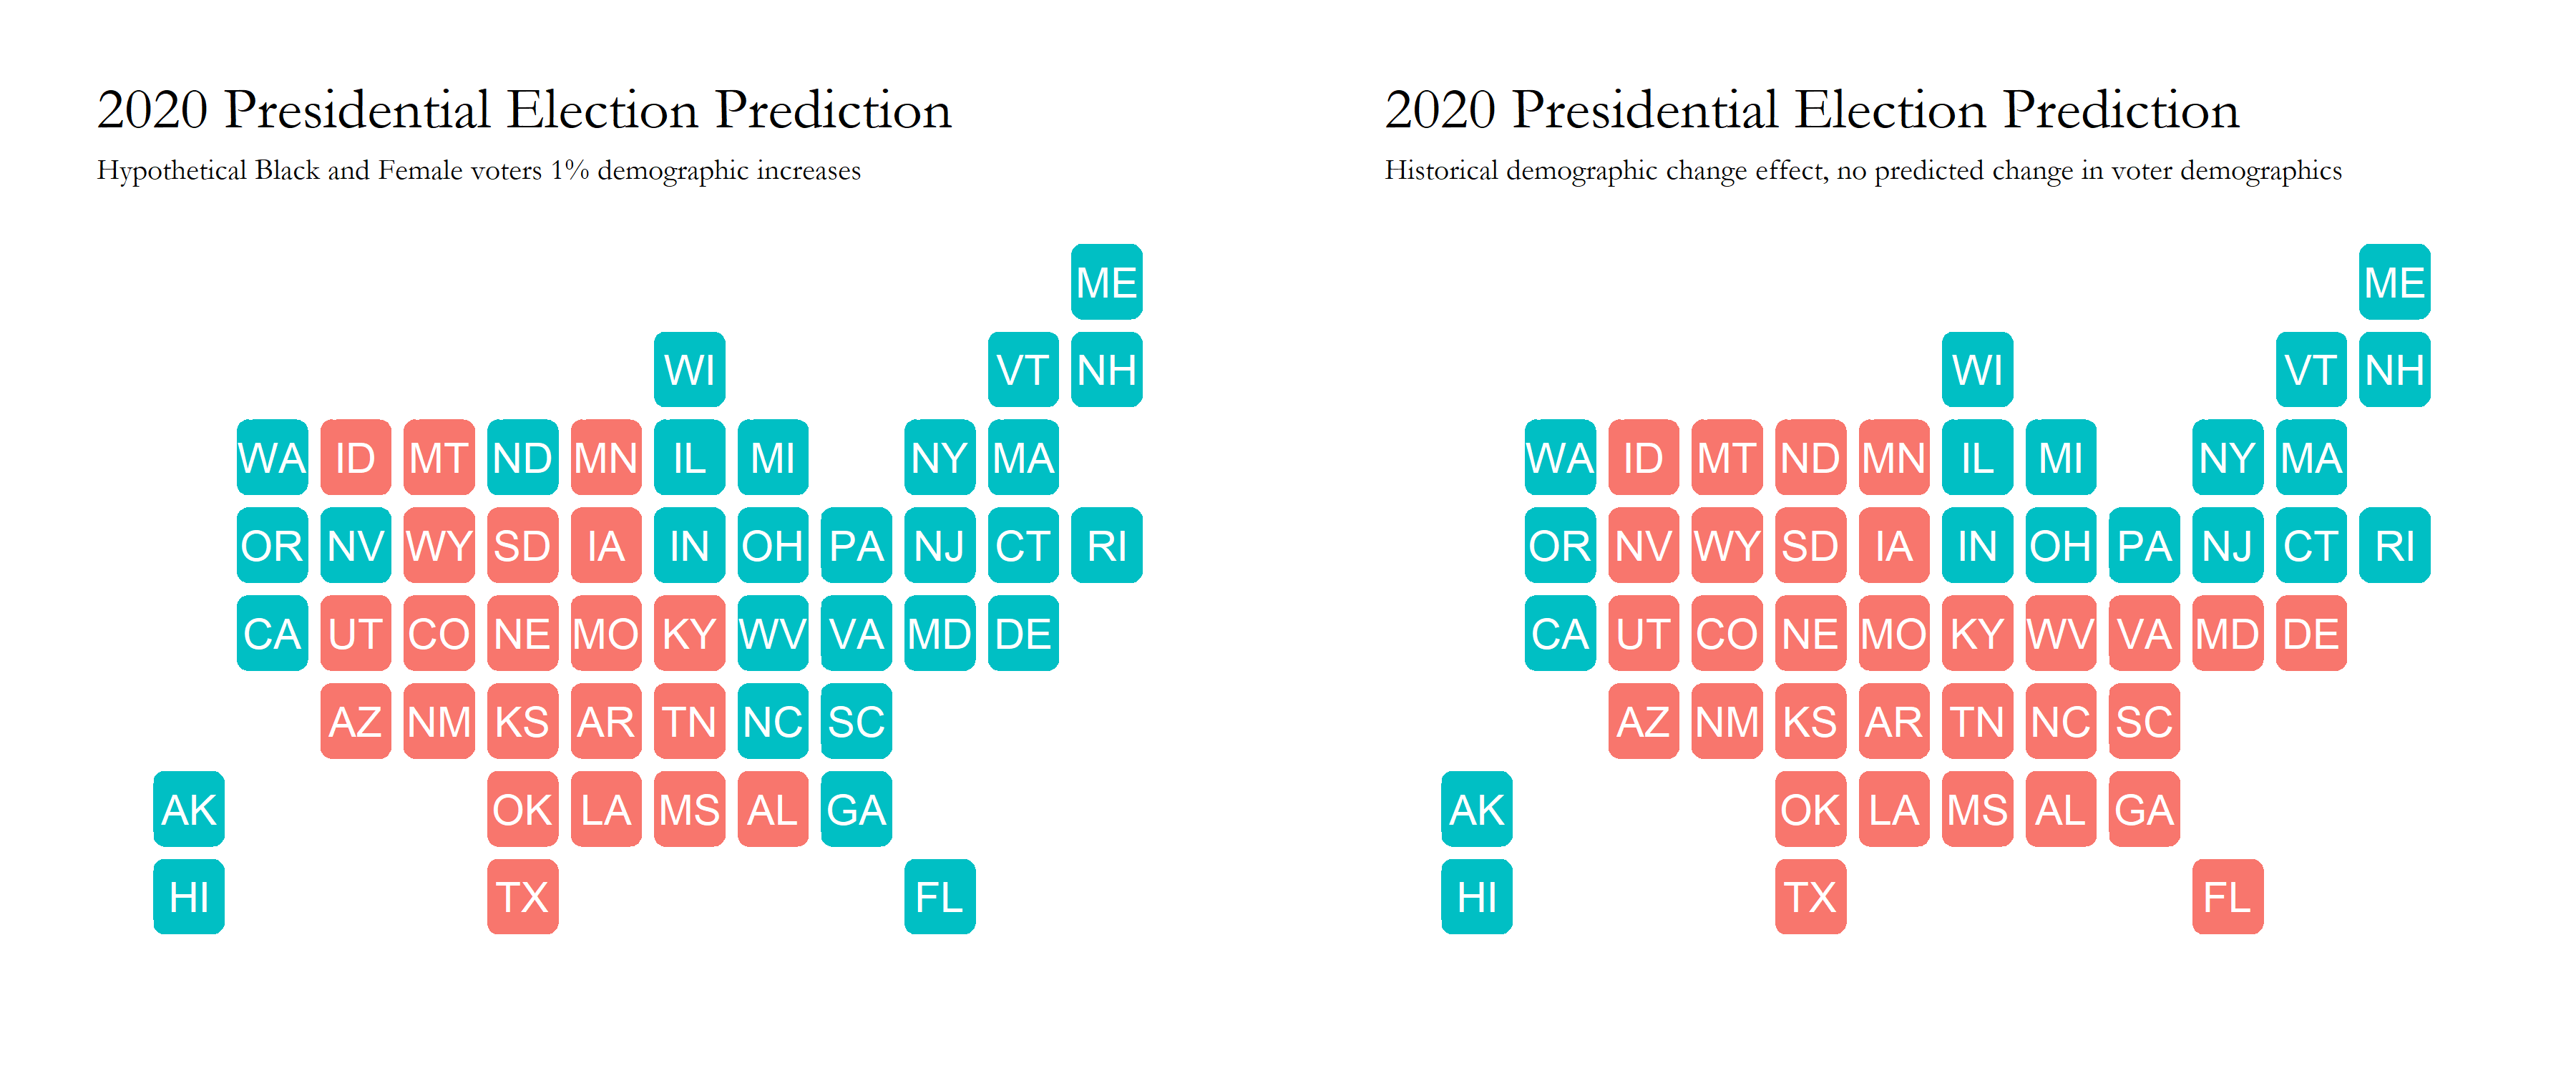 2020 Presidential Election Prediction
Hypothetical Black and Female voters 1% demographic increases
ME
WI VT NH
WA ID MT ND MN IL MI NY MA
OR NV WY SD IA IN OH PA NJ CT RI
CA UT CO NE MO KY WV VA MD DE
AZ NM KS AR TN NC SC
AK OK LA MS AL GA
HI TX FL
2020 Presidential Election Prediction
Historical demographic change effect, no predicted change in voter demographics
ME
WI VT NH
WA ID MT ND MN IL MI NY MA
OR NV WY SD IA IN OH PA NJ CT RI
CA UT CO NE MO KY WV VA MD DE
AZ NM KS AR TN NC SC
AK OK LA MS AL GA
HI TX FL